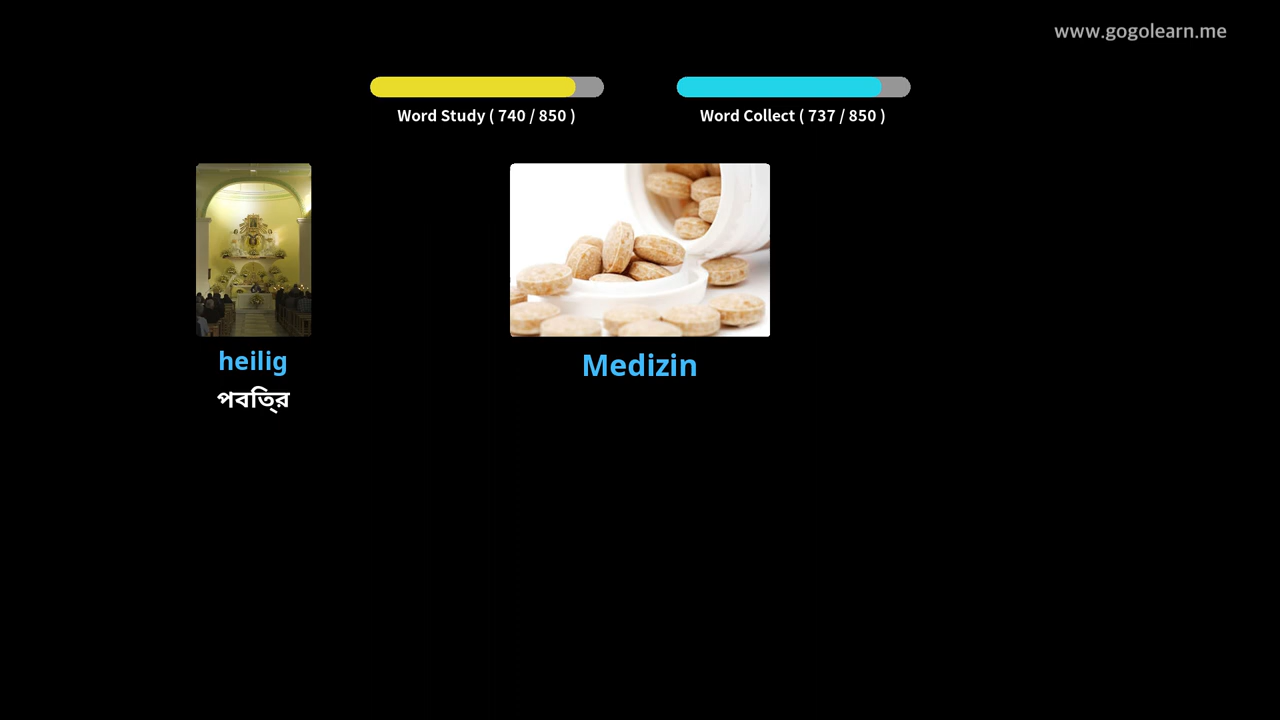 www.gogolearn.me
Word Study ( 740 / 850 )
Word Collect ( 737 / 850 )
heilig
Medizin
পবিত্র